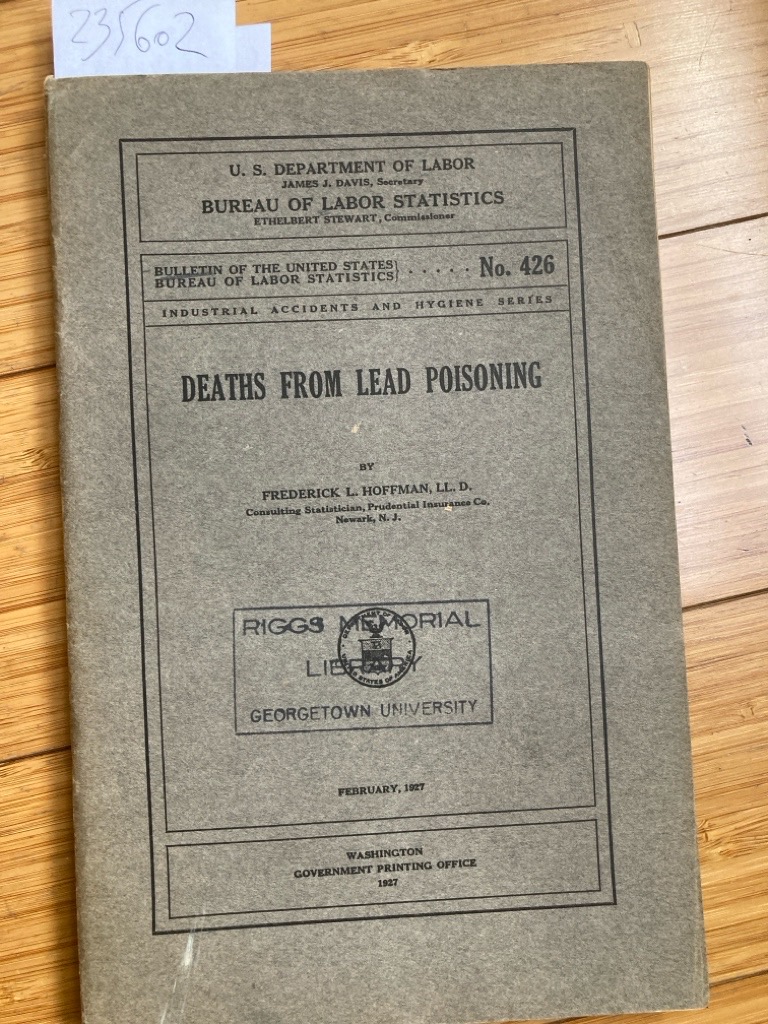 235602
U. S. DEPARTMENT OF LABOR
JAMES J. DAVIS, Secretary
BUREAU OF LABOR STATISTICS
ETHELBERT STEWART, Commissioner
BULLETIN OF THE UNITED STATES } . . . . . No. 426
BUREAU OF LABOR STATISTICS
INDUSTRIAL ACCIDENTS AND HYGIENE SERIES
DEATHS FROM LEAD POISONING
BY
FREDERICK L. HOFFMAN, LL. D.
Consulting Statistician, Prudential Insurance Co.
Newark, N. J.
RIGGS MEMORIAL
LIBRARY
GEORGETOWN UNIVERSITY
FEBRUARY, 1927
WASHINGTON
GOVERNMENT PRINTING OFFICE
1927